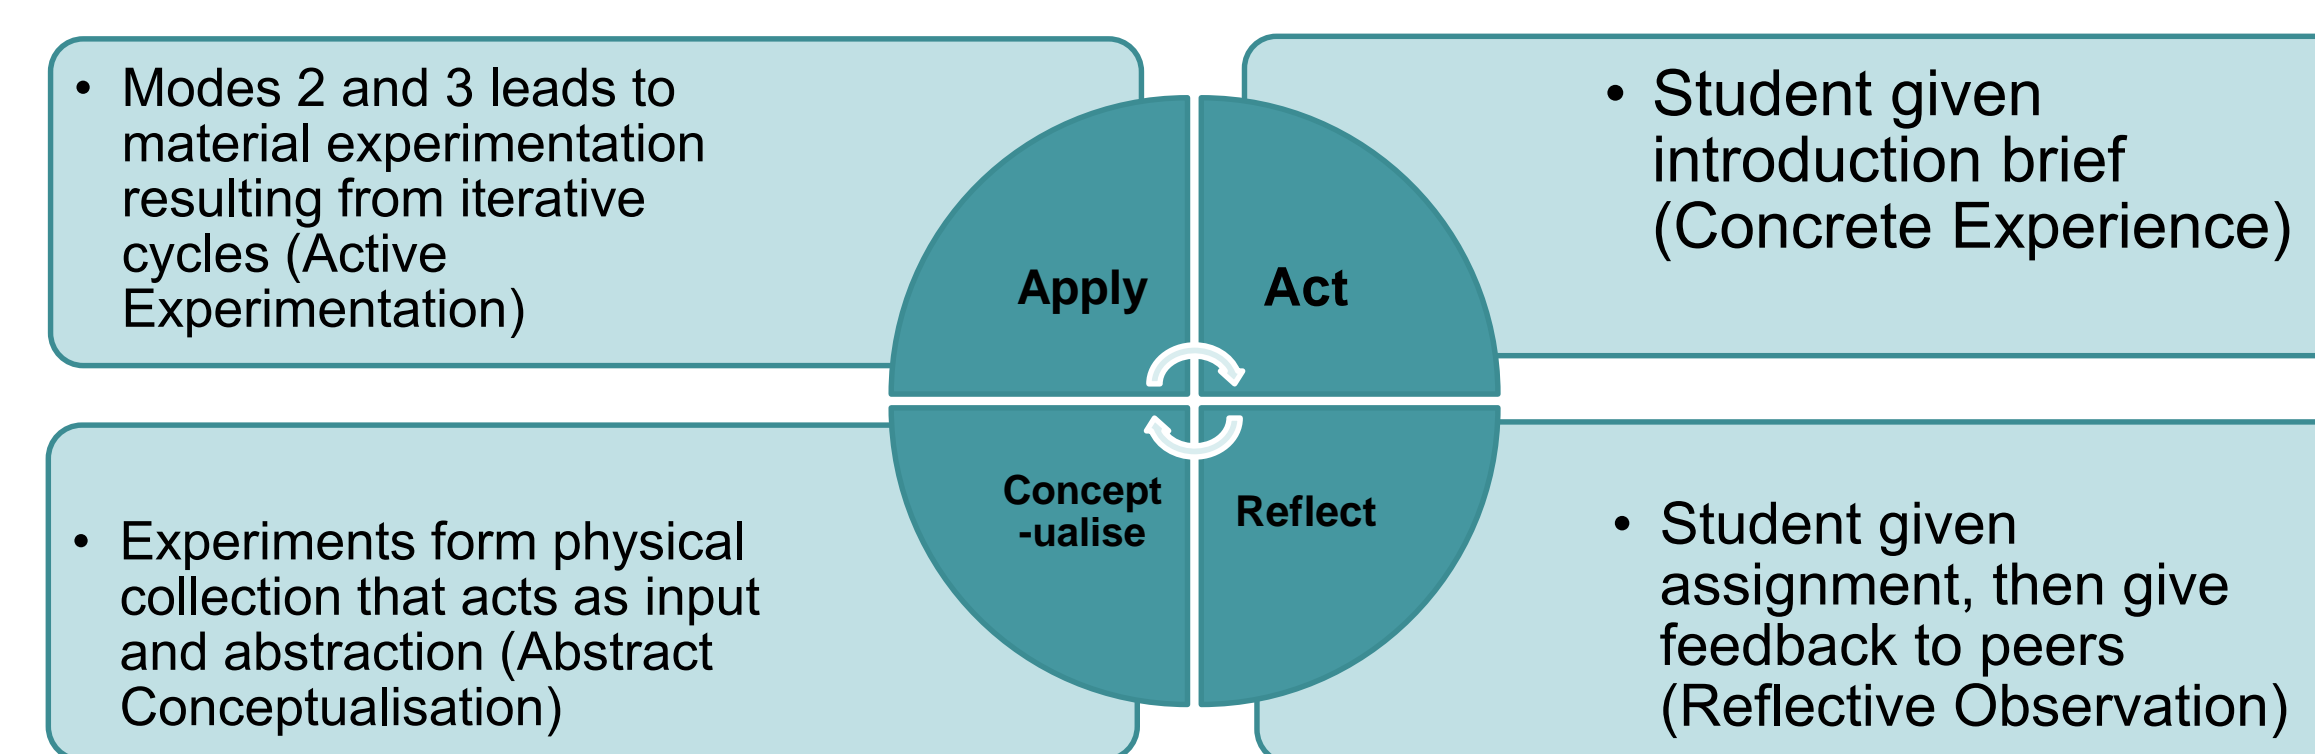 • Modes 2 and 3 leads to
material experimentation
resulting from iterative
cycles (Active
Experimentation)
• Student given
introduction brief
(Concrete Experience)
Apply
Act
Concept
-ualise
Reflect
• Experiments form physical
collection that acts as input
and abstraction (Abstract
Conceptualisation)
• Student given
assignment, then give
feedback to peers
(Reflective Observation)